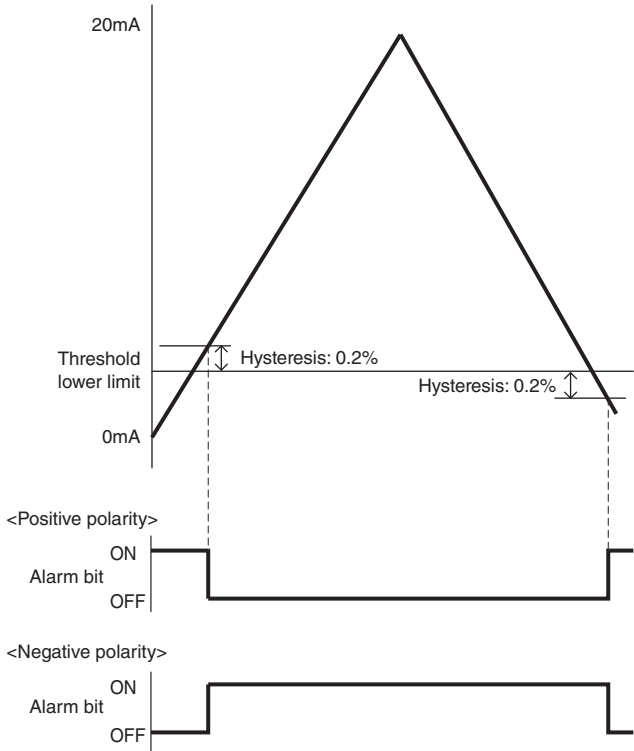 20mA
Threshold
lower limit
Hysteresis: 0.2%
Hysteresis: 0.2%
0mA
<Positive polarity>
ON
Alarm bit
OFF
<Negative polarity>
ON
Alarm bit
OFF